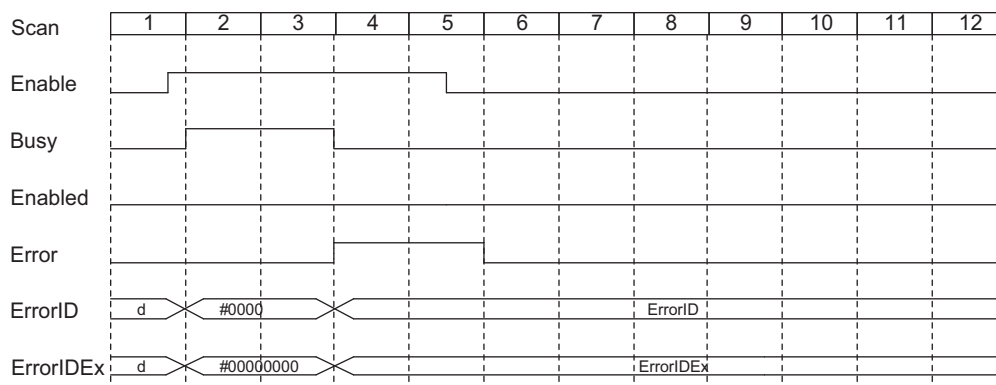 Scan 1 2 3 4 5 6 7 8 9 10 11 12
Enable
Busy
Enabled
Error
ErrorID d #0000 ErrorID
ErrorIDEx d #00000000 ErrorIDEx